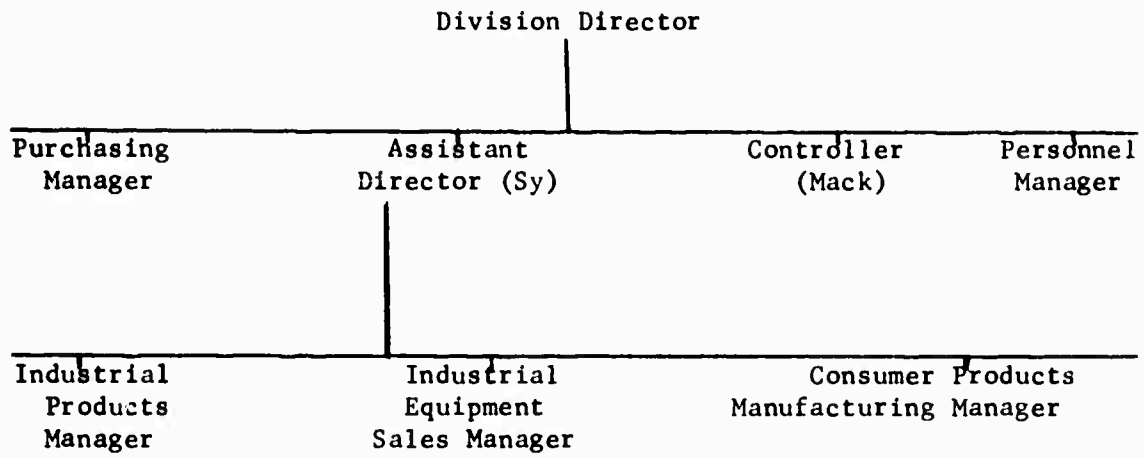 Division Director
Purchasing Assistant Controller Personnel
Manager Director (Sy) (Mack) Manager
Industrial Industrial Consumer Products
Products Equipment Manufacturing Manager
Manager Sales Manager